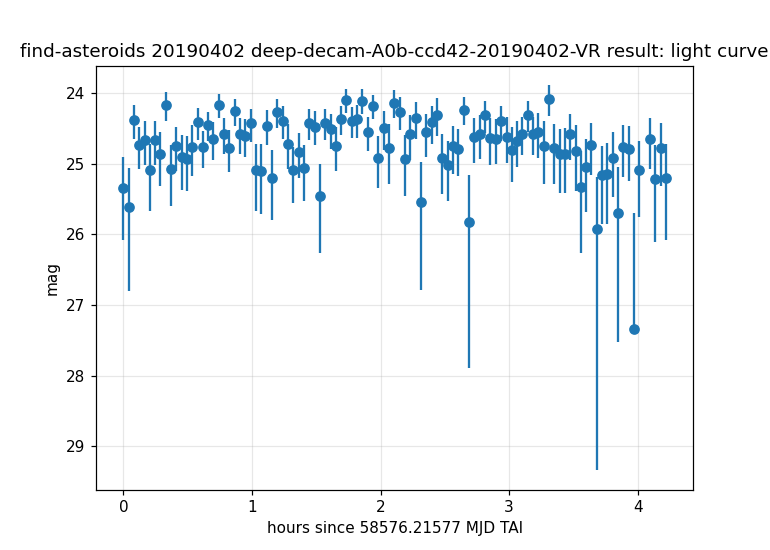 find-asteroids 20190402 deep-decam-A0b-ccd42-20190402-VR result: light curve
24
25
26
27
28
29
mag
0 1 2 3 4
hours since 58576.21577 MJD TAI